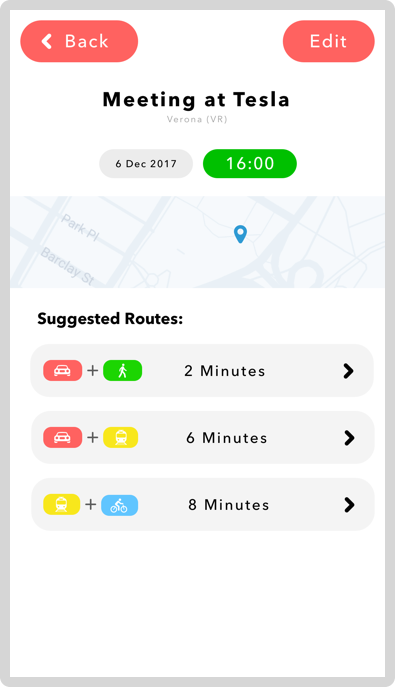 Back
Edit
Meeting at Tesla
Verona (VR)
6 Dec 2017
16:00
Park Pl
Barclay St
Suggested Routes:
+ 2 Minutes
+ 6 Minutes
+ 8 Minutes